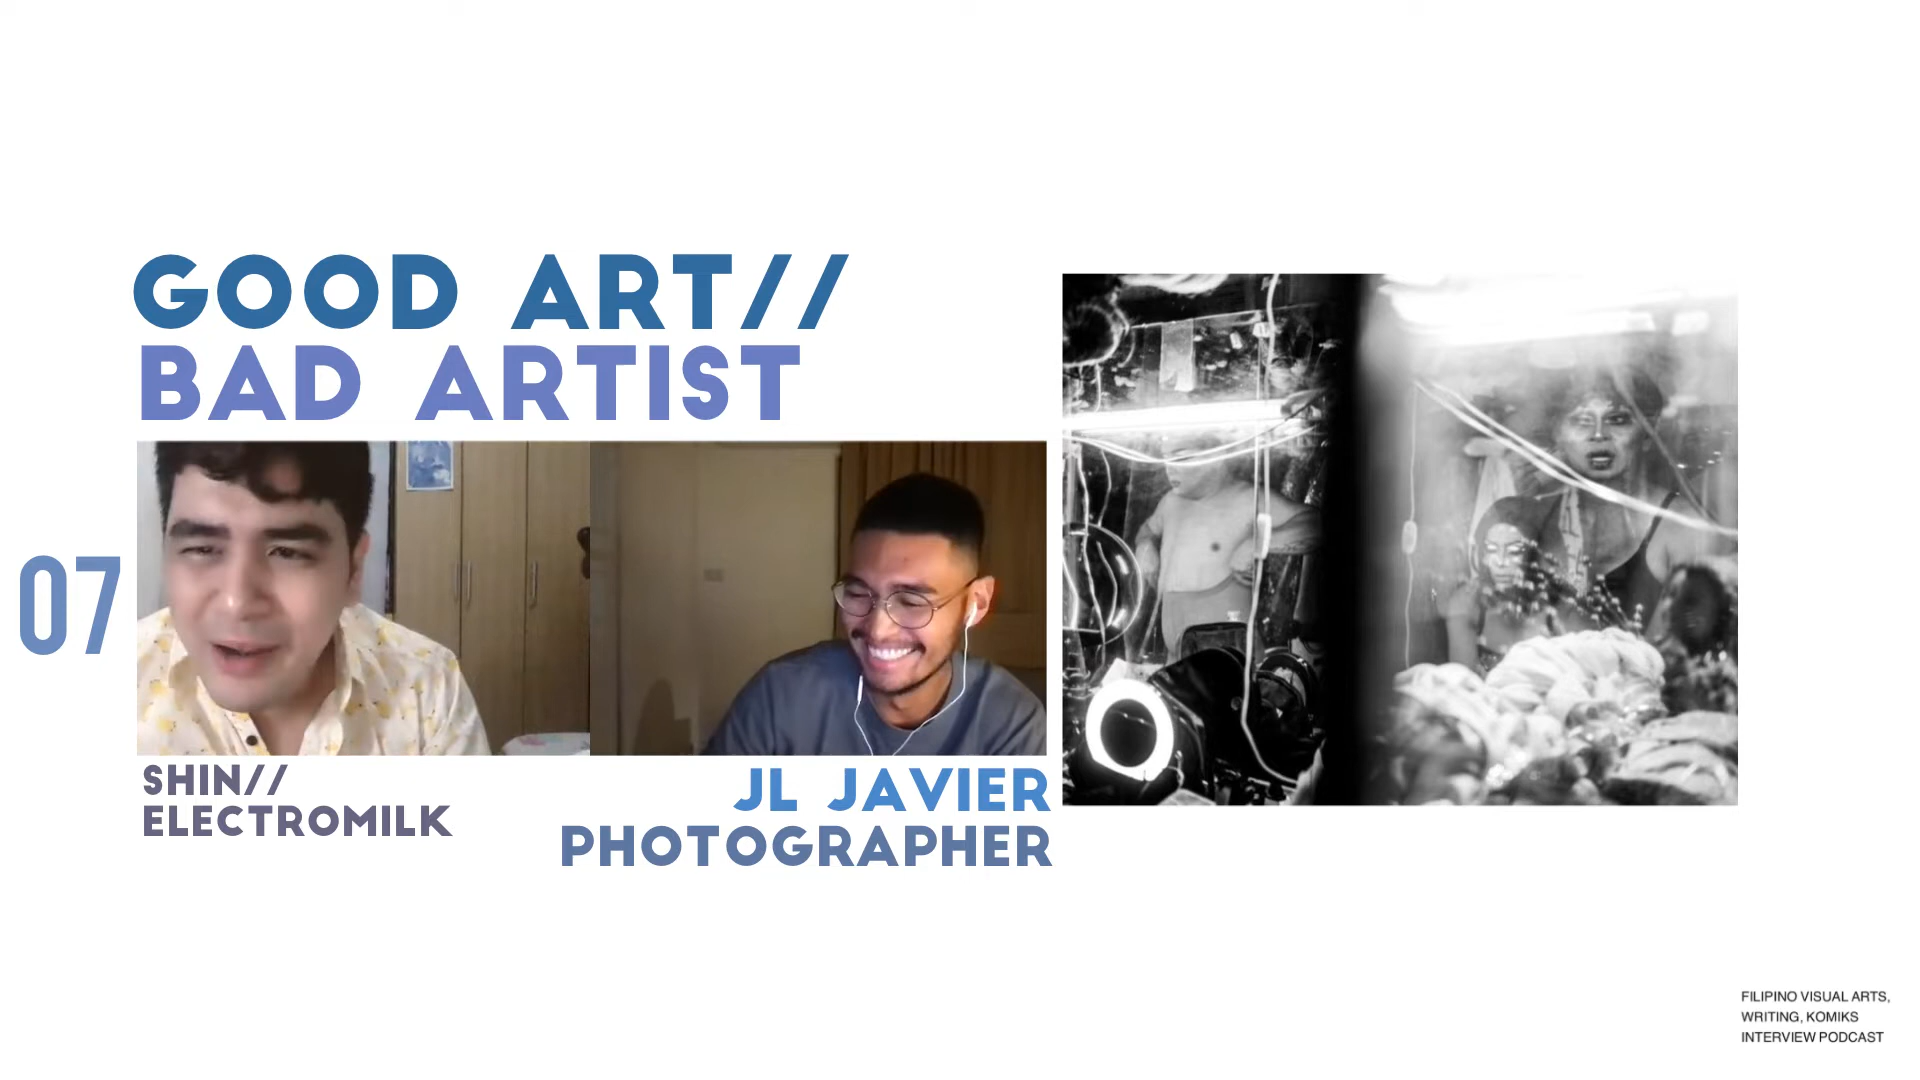 GOOD ART//
BAD ARTIST
07
SHIN//
ELECTROMILK
JL JAVIER
PHOTOGRAPHER
FILIPINO VISUAL ARTS,
WRITING, KOMIKS
INTERVIEW PODCAST